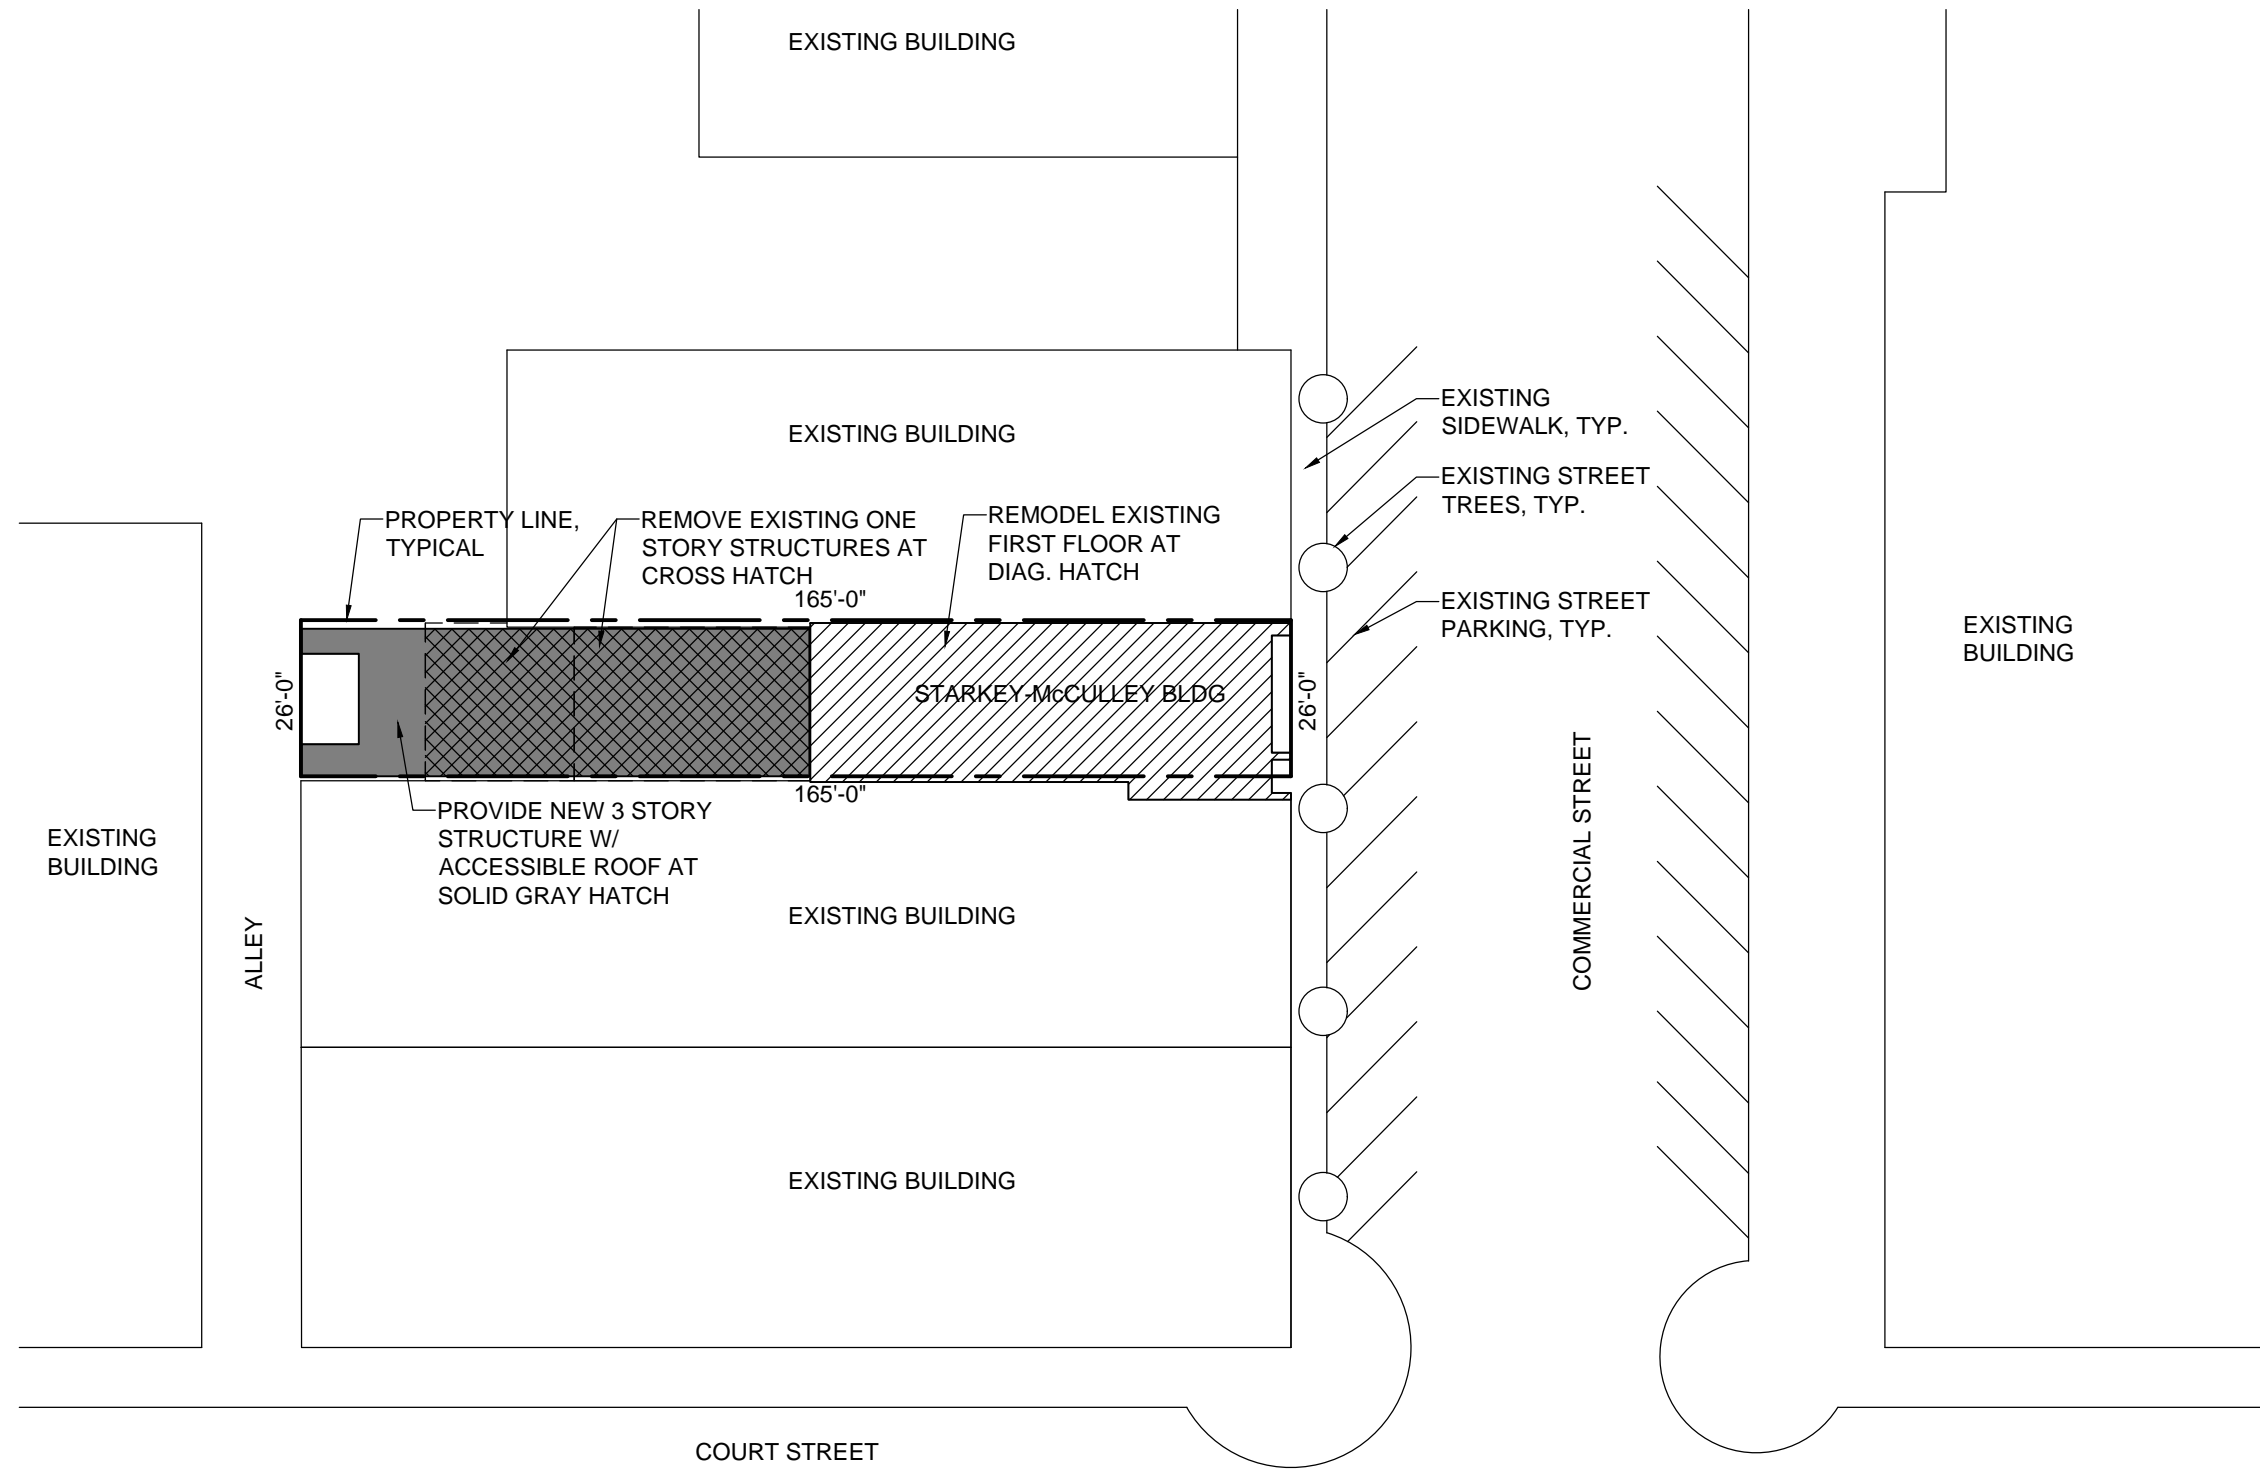 EXISTING BUILDING
EXISTING BUILDING
EXISTING
SIDEWALK, TYP.
EXISTING STREET
TREES, TYP.
PROPERTY LINE,
TYPICAL
REMOVE EXISTING ONE
STORY STRUCTURES AT
CROSS HATCH
REMODEL EXISTING
FIRST FLOOR AT
DIAG. HATCH
165'-0"
EXISTING STREET
PARKING, TYP.
EXISTING
BUILDING
26'-0"
STARKEY-McCULLEY BLDG
26'-0"
165'-0"
PROVIDE NEW 3 STORY
STRUCTURE W/
ACCESSIBLE ROOF AT
SOLID GRAY HATCH
EXISTING
BUILDING
COMMERCIAL STREET
ALLEY
EXISTING BUILDING
EXISTING BUILDING
COURT STREET